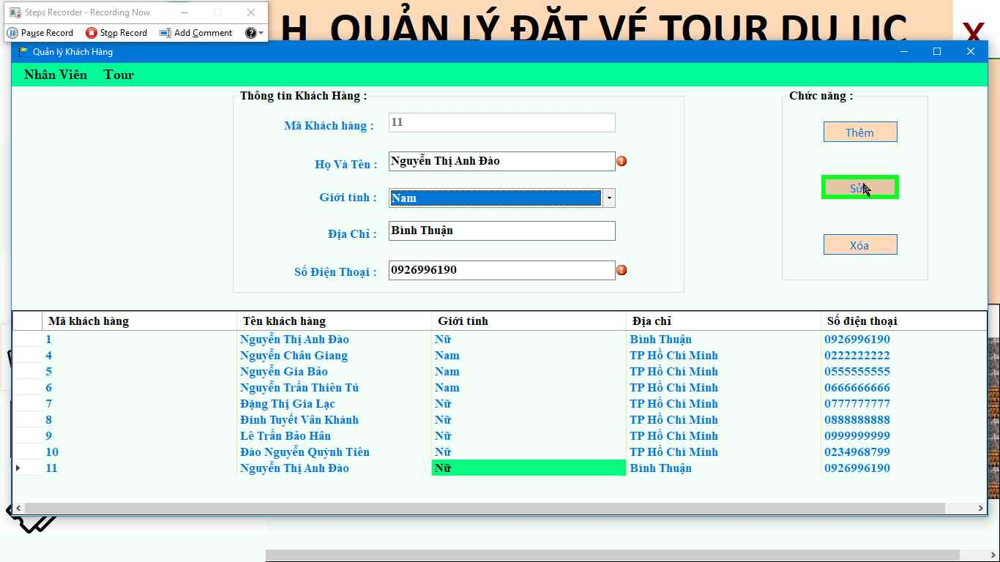 Steps Recorder - Recording Now
Pause Record Stop Record Add Comment
H QUẢN LÝ ĐẶT VÉ TOUR DU LỊC
X
Quản lý Khách Hàng
Nhân Viên Tour
Thông tin Khách Hàng :
Mã Khách hàng : 11
Họ Và Tên : Nguyễn Thị Anh Đào
Giới tính : Nam
Địa Chỉ : Bình Thuận
Số Điện Thoại : 0926996190
Chức năng :
Thêm
Sửa
Xóa
Mã khách hàng Tên khách hàng Giới tính Địa chỉ Số điện thoại
1 Nguyễn Thị Anh Đào Nữ Bình Thuận 0926996190
4 Nguyễn Châu Giang Nam TP Hồ Chí Minh 0222222222
5 Nguyễn Gia Bảo Nam TP Hồ Chí Minh 0555555555
6 Nguyễn Trần Thiên Tú Nam TP Hồ Chí Minh 0666666666
7 Đặng Thị Gia Lạc Nữ TP Hồ Chí Minh 0777777777
8 Đinh Tuyết Vân Khánh Nữ TP Hồ Chí Minh 0888888888
9 Lê Trần Bảo Hân Nữ TP Hồ Chí Minh 0999999999
10 Đào Nguyễn Quỳnh Tiên Nữ TP Hồ Chí Minh 0234968799
11 Nguyễn Thị Anh Đào Nữ Bình Thuận 0926996190